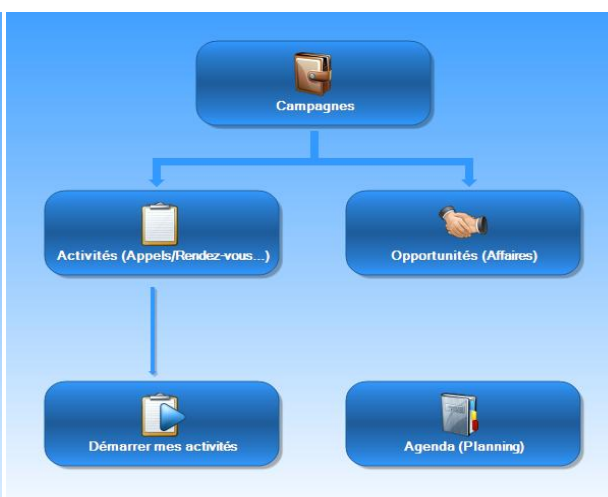 Campagnes
Activités (Appels/Rendez-vous...)
Opportunités (Affaires)
Démarrer mes activités
Agenda (Planning)